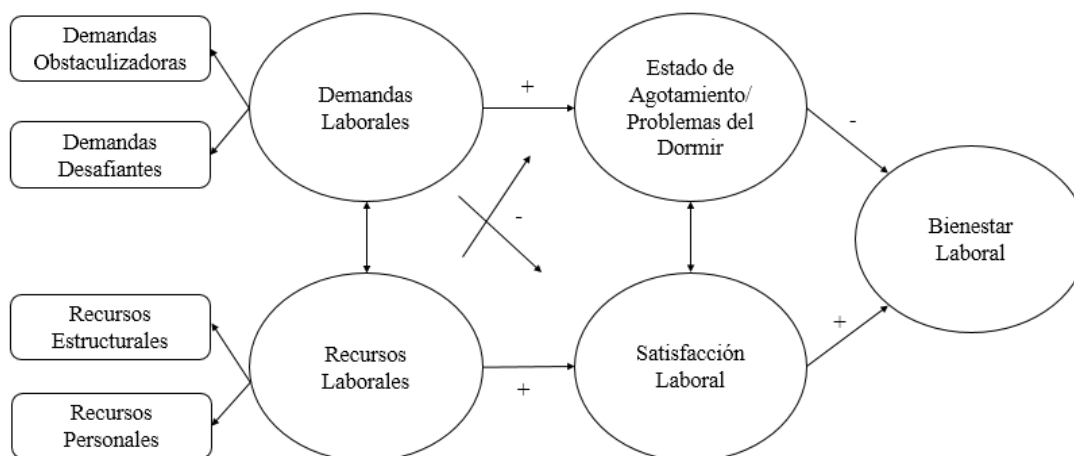 Demandas
Obstaculizadoras
Demandas
Desafiantes
Demandas
Laborales
+
Estado de
Agotamiento/
Problemas del
Dormir
-
-
Bienestar
Laboral
Recursos
Estructurales
Recursos
Personales
Recursos
Laborales
+
Satisfacción
Laboral
+